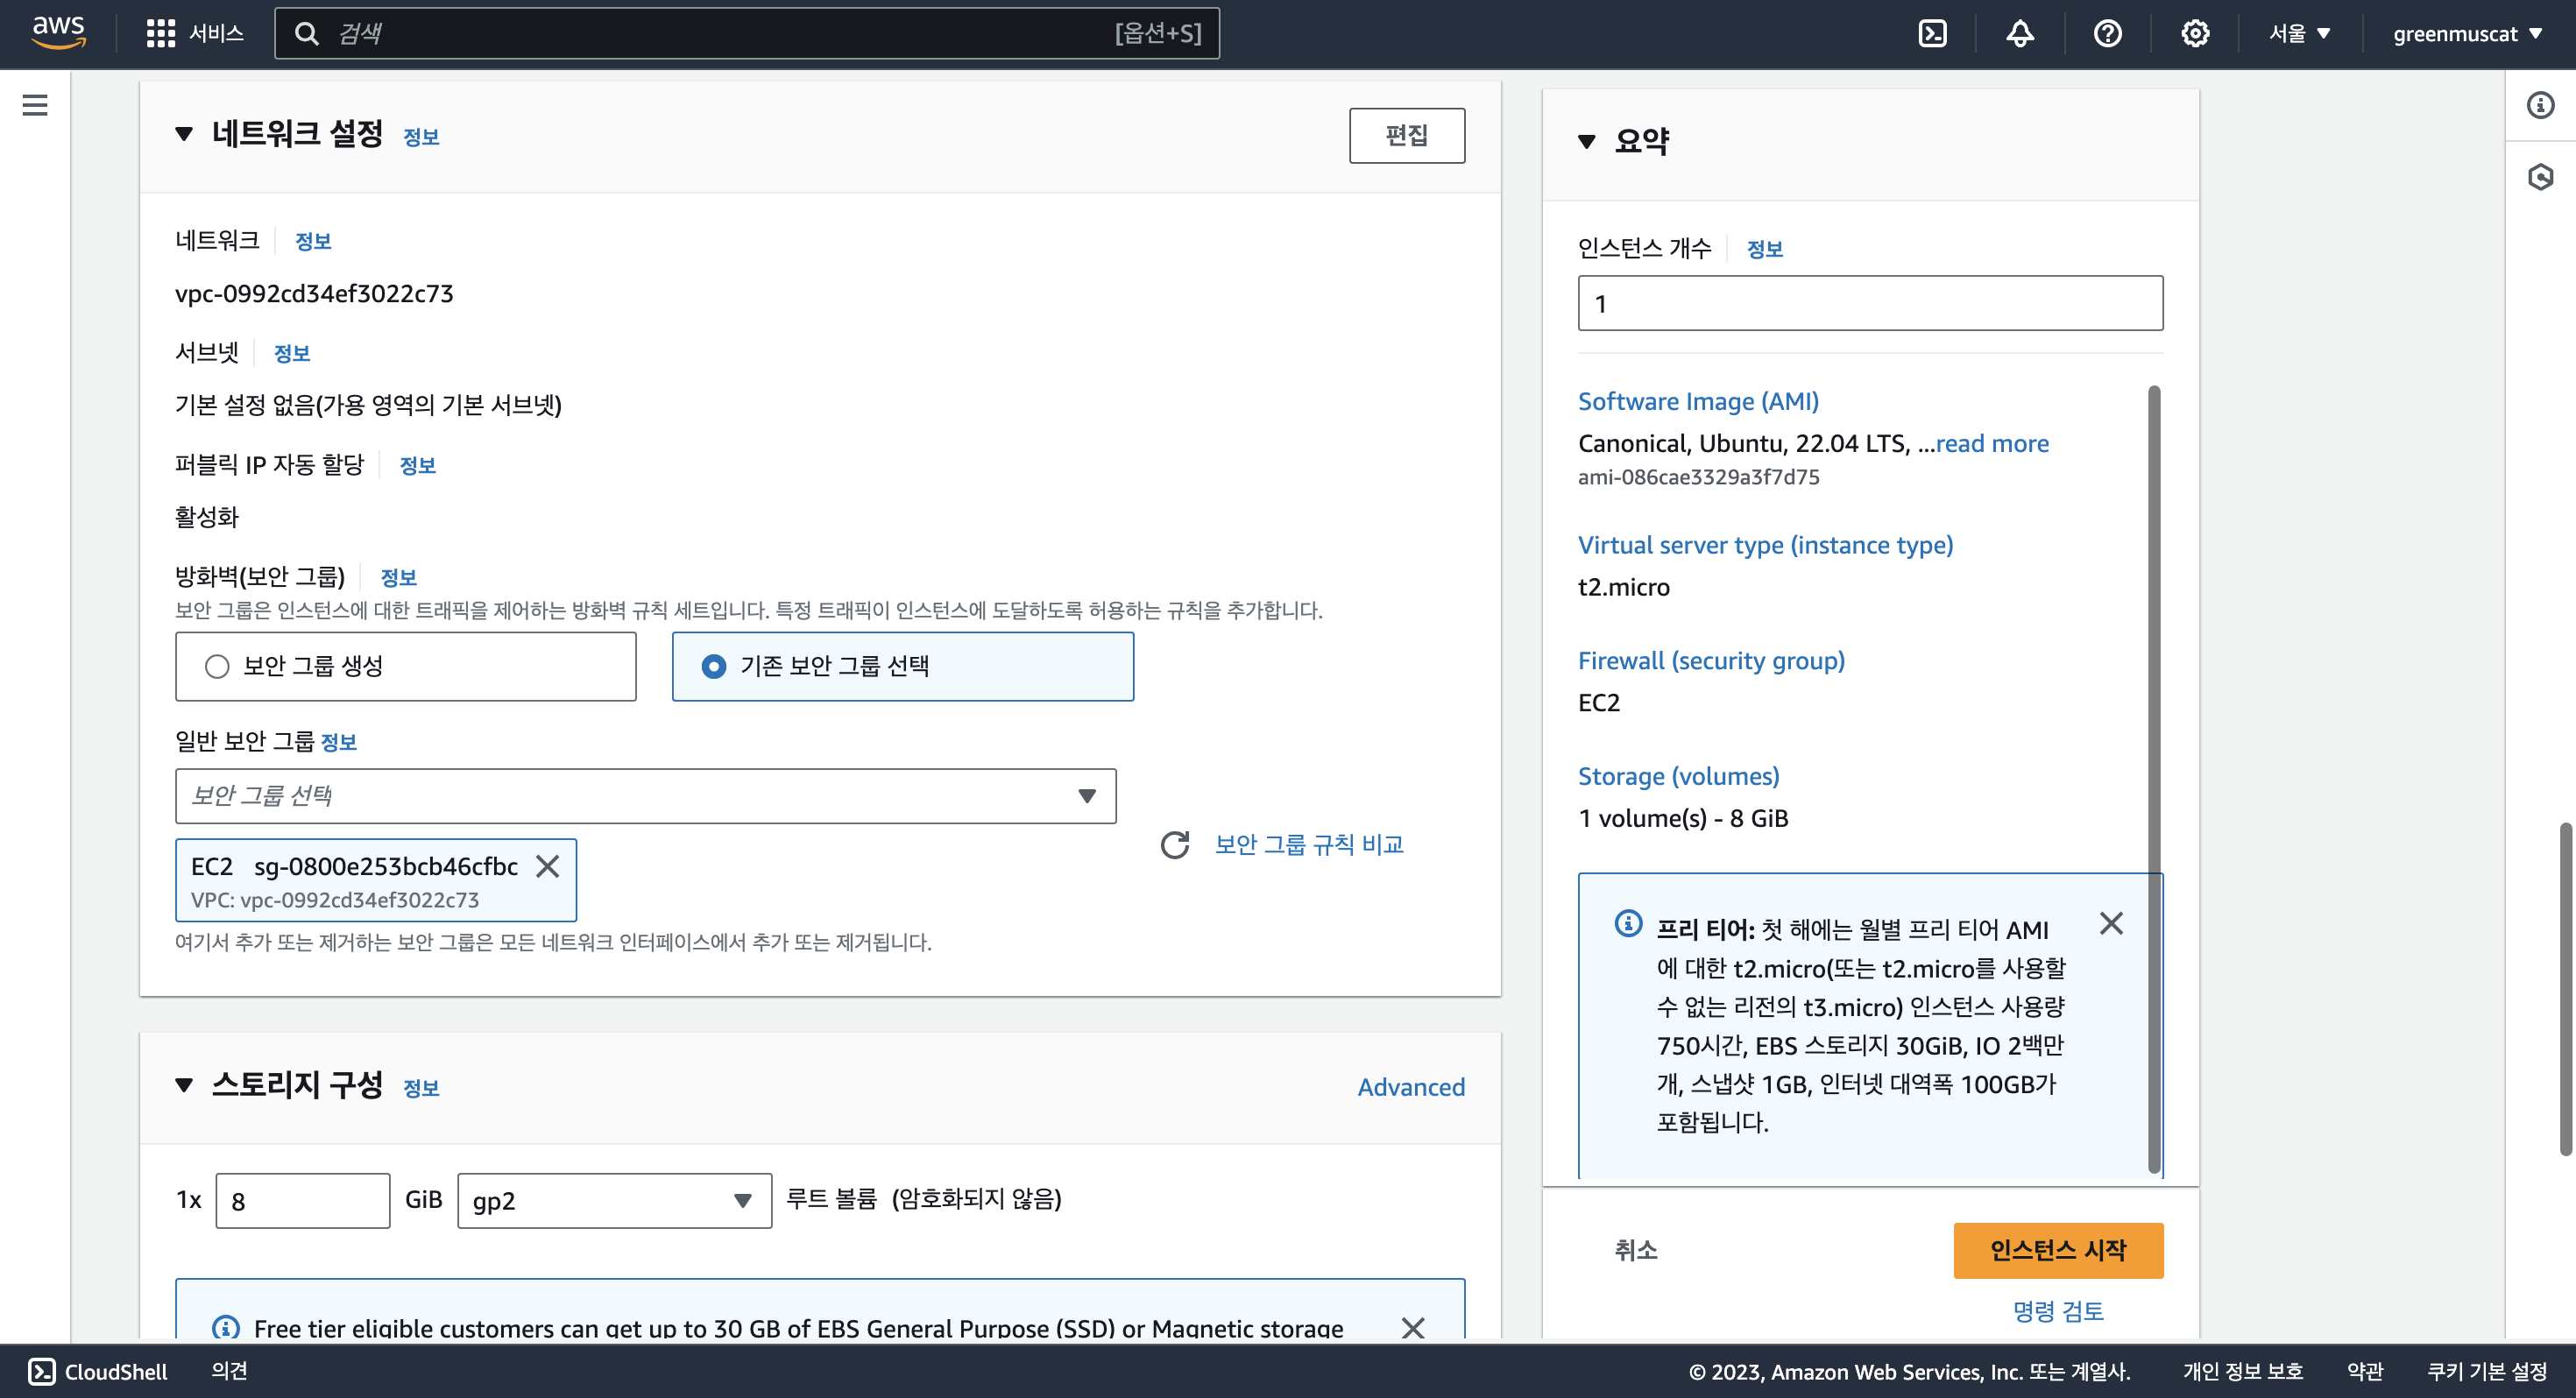 aws
서비스
검색
[옵션+S]
서울
greenmuscat
네트워크 설정 정보
편집
네트워크 정보
vpc-0992cd34ef3022c73
서브넷 정보
기본 설정 없음(가용 영역의 기본 서브넷)
퍼블릭 IP 자동 할당 정보
활성화
방화벽(보안 그룹) 정보
보안 그룹은 인스턴스에 대한 트래픽을 제어하는 방화벽 규칙 세트입니다. 특정 트래픽이 인스턴스에 도달하도록 허용하는 규칙을 추가합니다.
보안 그룹 생성
기존 보안 그룹 선택
일반 보안 그룹 정보
보안 그룹 선택
EC2 sg-0800e253bcb46cfbc
VPC: vpc-0992cd34ef3022c73
보안 그룹 규칙 비교
여기서 추가 또는 제거하는 보안 그룹은 모든 네트워크 인터페이스에서 추가 또는 제거됩니다.
스토리지 구성 정보
Advanced
1x 8 GiB gp2 루트 볼륨 (암호화되지 않음)
Free tier eligible customers can get up to 30 GB of EBS General Purpose (SSD) or Magnetic storage
요약
인스턴스 개수 정보
1
Software Image (AMI)
Canonical, Ubuntu, 22.04 LTS, ...read more
ami-086cae3329a3f7d75
Virtual server type (instance type)
t2.micro
Firewall (security group)
EC2
Storage (volumes)
1 volume(s) - 8 GiB
프리 티어: 첫 해에는 월별 프리 티어 AMI
에 대한 t2.micro(또는 t2.micro를 사용할
수 없는 리전의 t3.micro) 인스턴스 사용량
750시간, EBS 스토리지 30GiB, IO 2백만
개, 스냅샷 1GB, 인터넷 대역폭 100GB가
포함됩니다.
취소
인스턴스 시작
명령 검토
CloudShell
의견
© 2023, Amazon Web Services, Inc. 또는 계열사.
개인 정보 보호
약관
쿠키 기본 설정